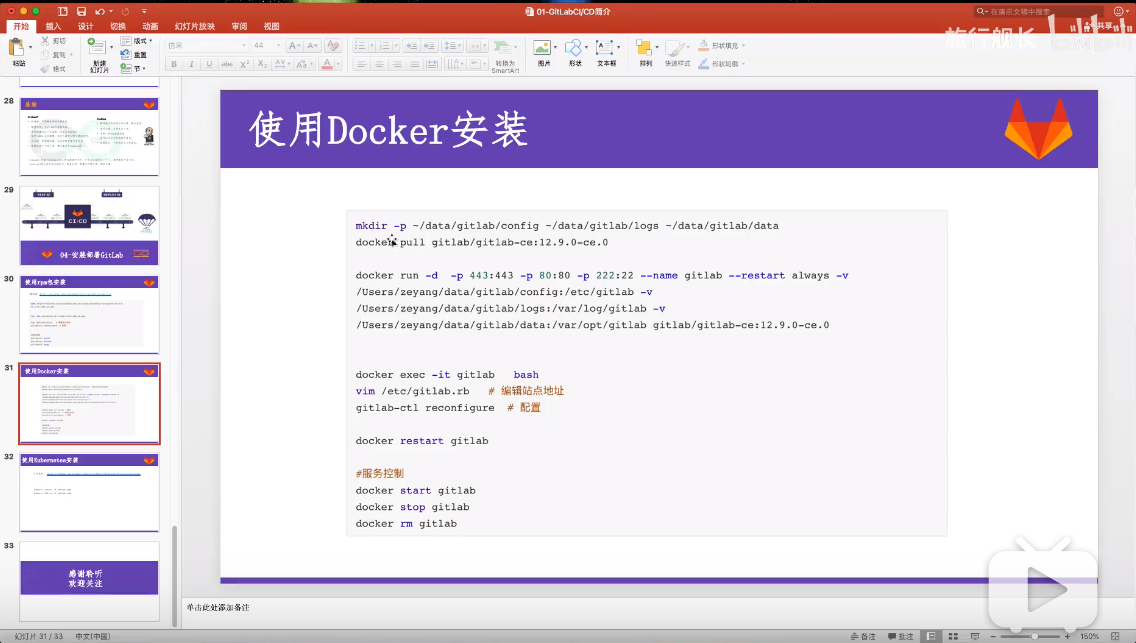 01-GitLabCI/CD简介
在演示文稿中搜索
开始 插入 设计 切换 动画 幻灯片放映 审阅 视图
共享
旅行舰长
bilibili
粘贴
剪切
复制
格式
新建
幻灯片
版式
重置
节
仿宋 44
转换为
SmartArt
图片
形状
文本框
排列
快速样式
形状填充
形状轮廓
28
总结
29
CI:CD
04-安装部署GitLab
30
使用rpm包安装
31
使用Docker安装
32
使用Kubernetes安装
33
感谢聆听
欢迎关注
使用Docker安装
mkdir -p ~/data/gitlab/config ~/data/gitlab/logs ~/data/gitlab/data
docker pull gitlab/gitlab-ce:12.9.0-ce.0
docker run -d -p 443:443 -p 80:80 -p 222:22 --name gitlab --restart always -v
/Users/zeyang/data/gitlab/config:/etc/gitlab -v
/Users/zeyang/data/gitlab/logs:/var/log/gitlab -v
/Users/zeyang/data/gitlab/data:/var/opt/gitlab gitlab/gitlab-ce:12.9.0-ce.0
docker exec -it gitlab bash
vim /etc/gitlab.rb # 编辑站点地址
gitlab-ctl reconfigure # 配置
docker restart gitlab
#服务控制
docker start gitlab
docker stop gitlab
docker rm gitlab
单击此处添加备注
幻灯片 31 / 33 中文(中国)
备注 批注 150%